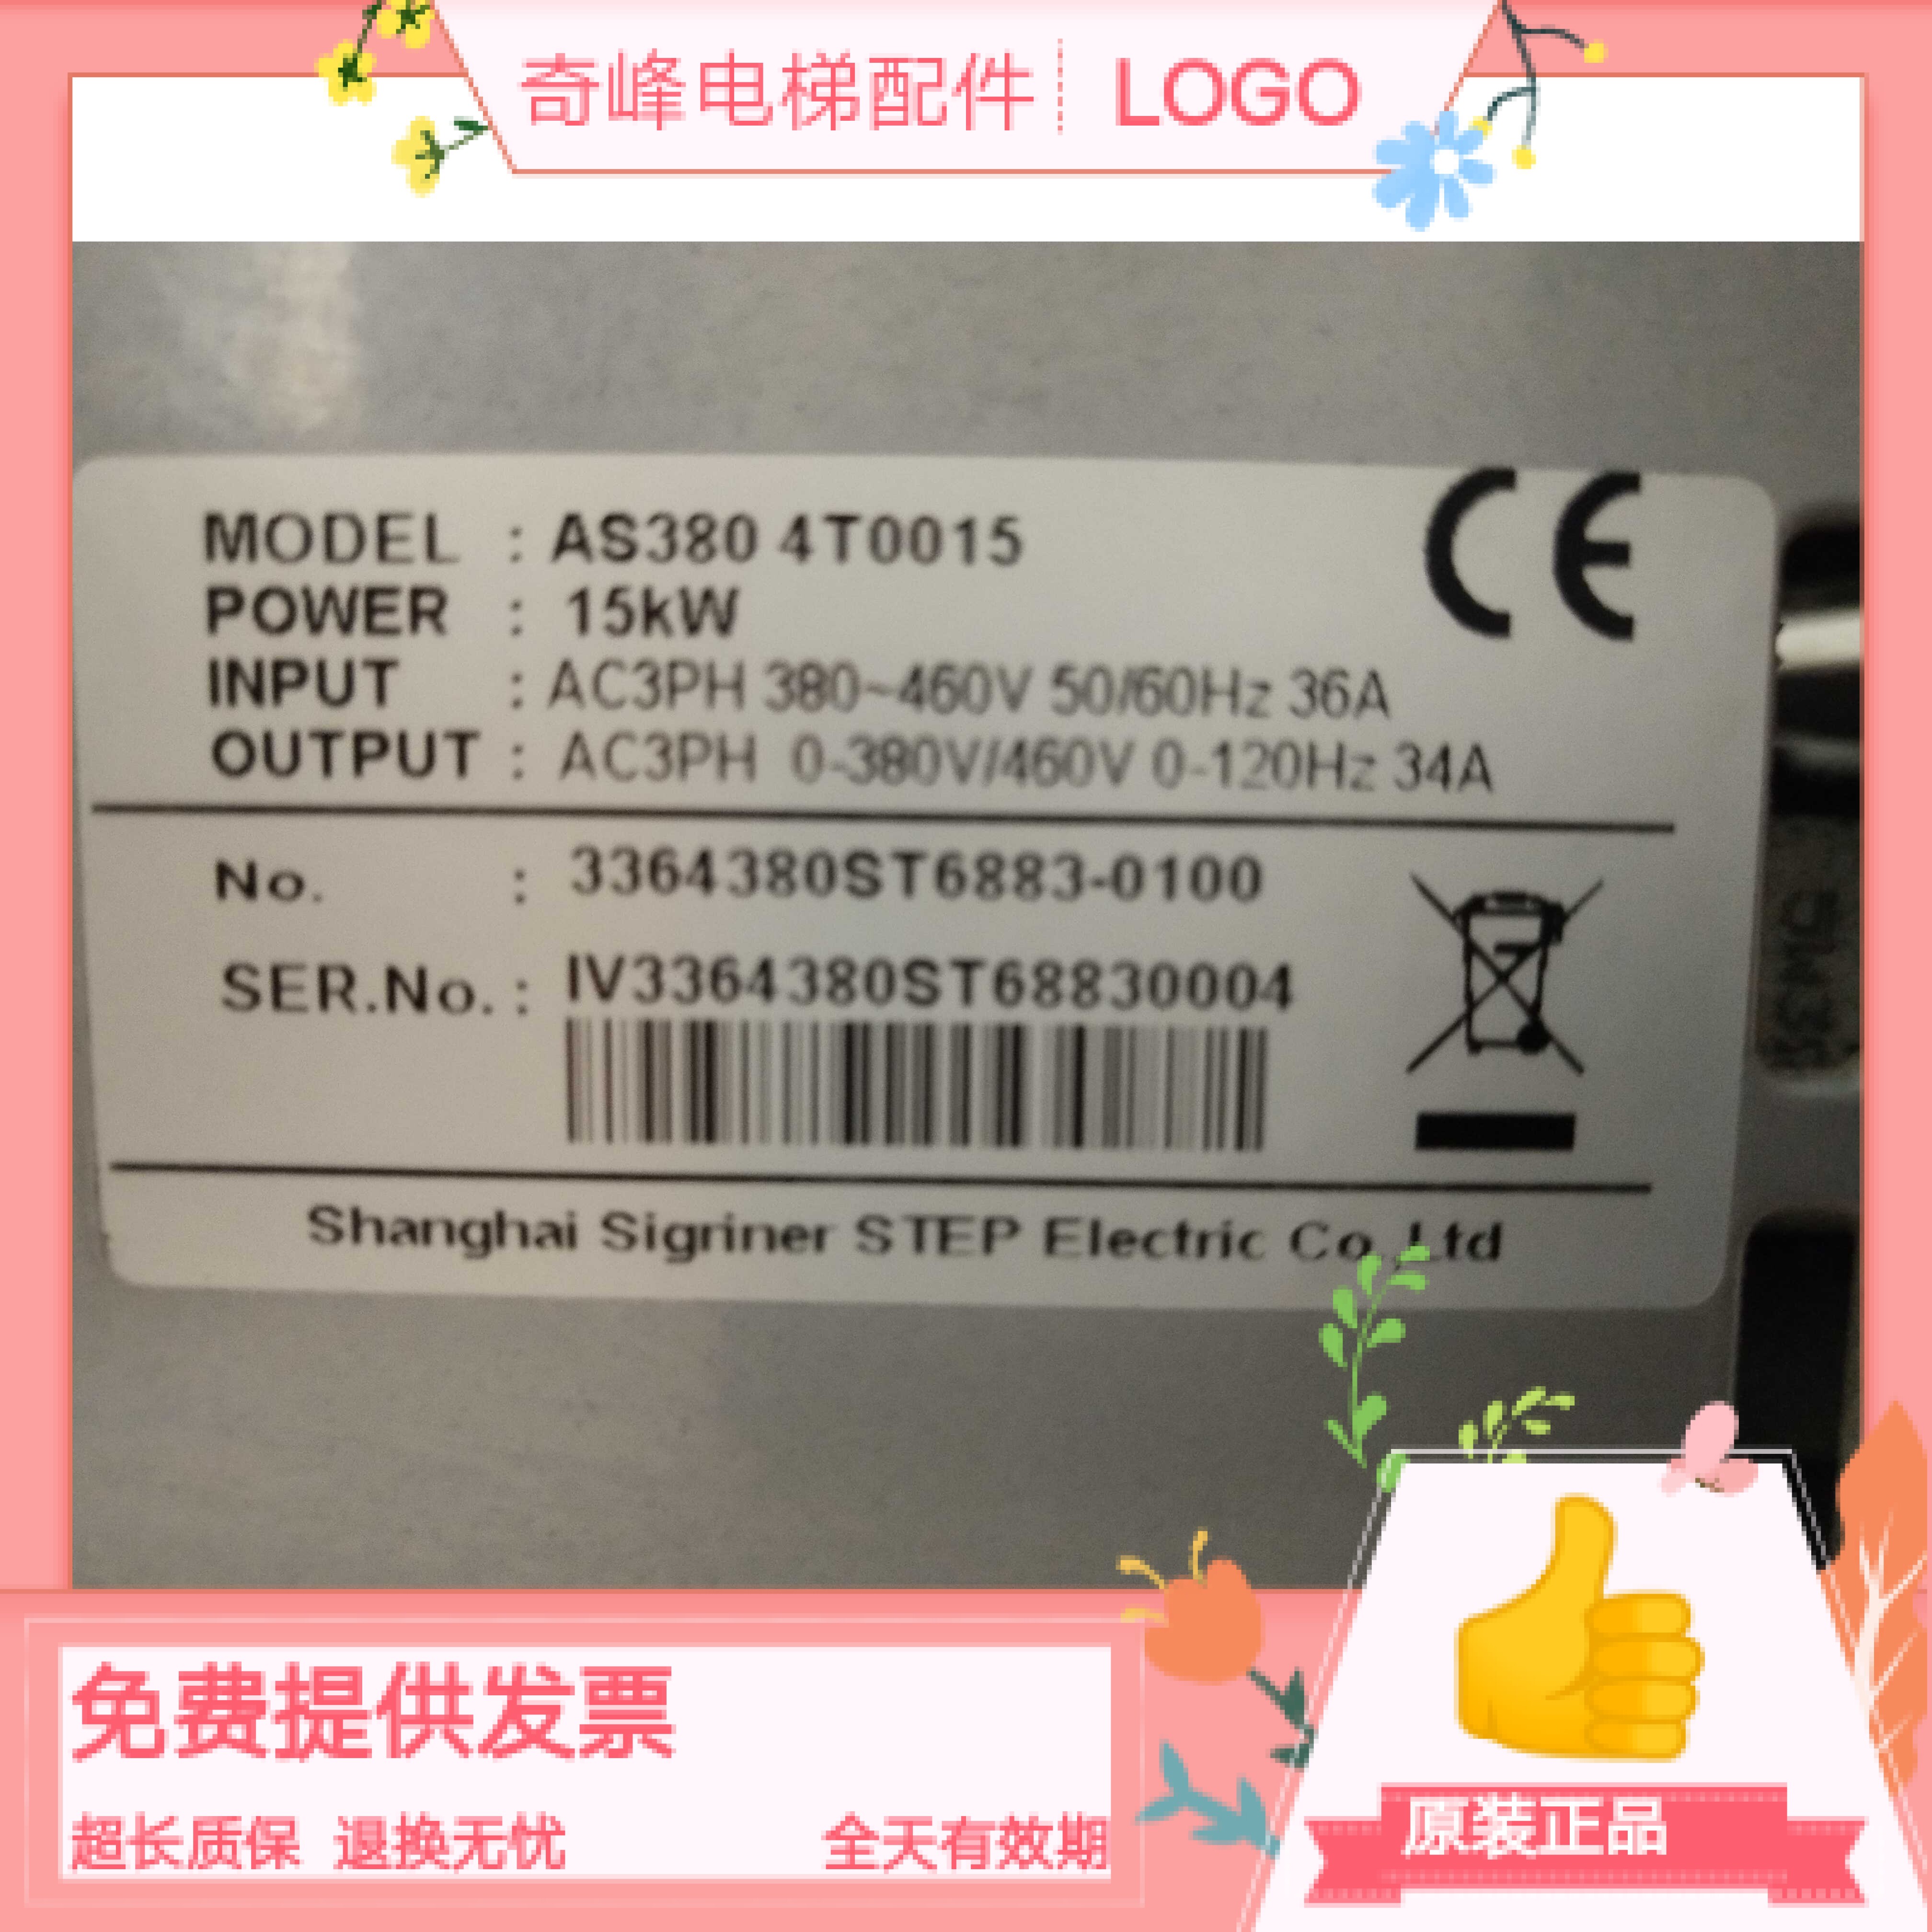 奇峰电梯配件 LOGO
MODEL : AS380 4T0015
POWER : 15kW
INPUT : AC3PH 380~460V 50/60Hz 36A
OUTPUT : AC3PH 0-380V/460V 0-120Hz 34A
No. : 3364380ST6883-0100
SER.No. : IV3364380ST68830004
Shanghai Sigriner STEP Electric Co.,Ltd
免费提供发票
超长质保 退换无忧 全天有效期
原装正品